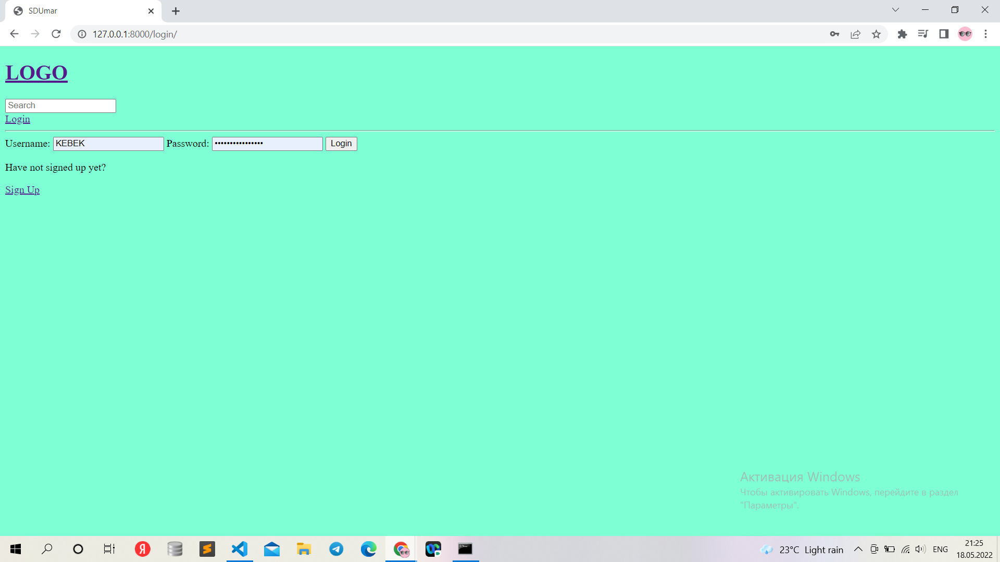 SDUmar
127.0.0.1:8000/login/
LOGO
Search
Login
Username: KEBEK Password: •••••••••••••••• Login
Have not signed up yet?
Sign Up
Активация Windows
Чтобы активировать Windows, перейдите в раздел
"Параметры".
23°C Light rain
ENG
21:25
18.05.2022